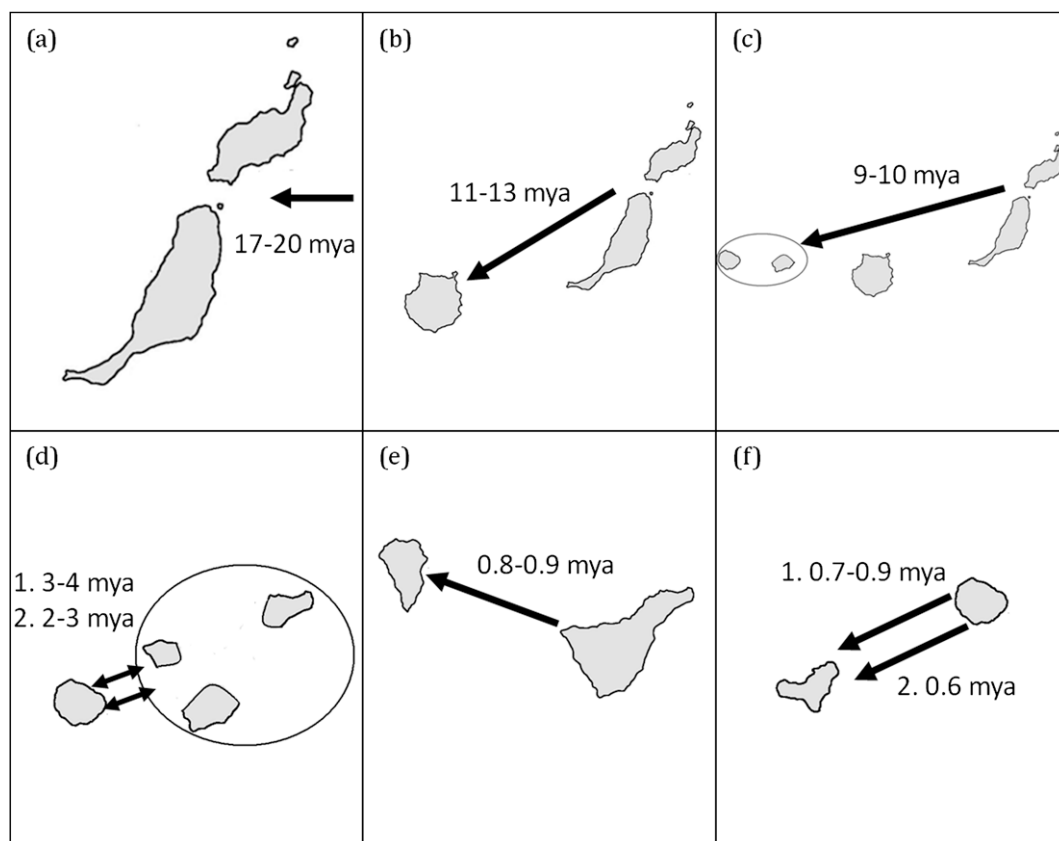 (a)
17-20 mya
(b)
11-13 mya
(c)
9-10 mya
(d)
1. 3-4 mya
2. 2-3 mya
(e)
0.8-0.9 mya
(f)
1. 0.7-0.9 mya
2. 0.6 mya